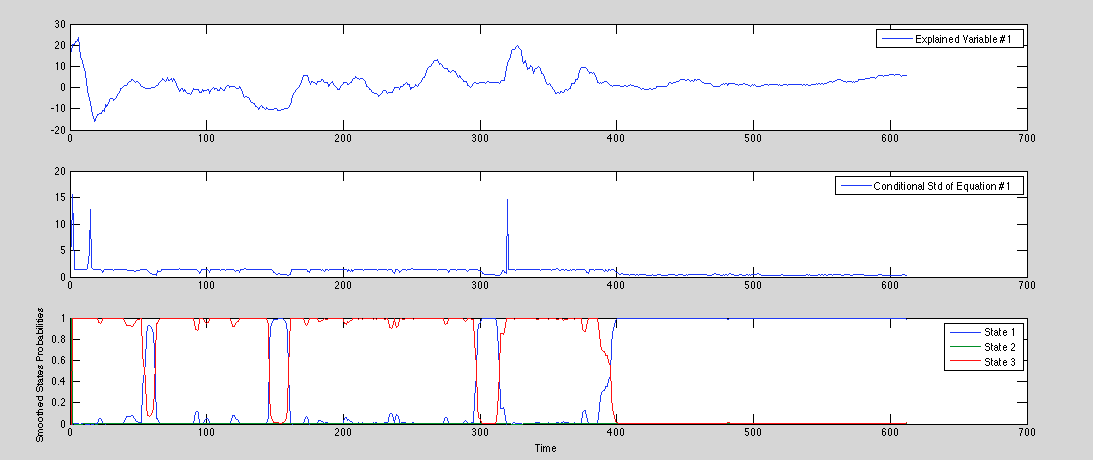 30
20
10
0
-10
-20
0 100 200 300 400 500 600 700
Explained Variable #1
20
15
10
5
0
0 100 200 300 400 500 600 700
Conditional Std of Equation #1
Smoothed States Probabilities
1
0.8
0.6
0.4
0.2
0
0 100 200 300 400 500 600 700
State 1
State 2
State 3
Time